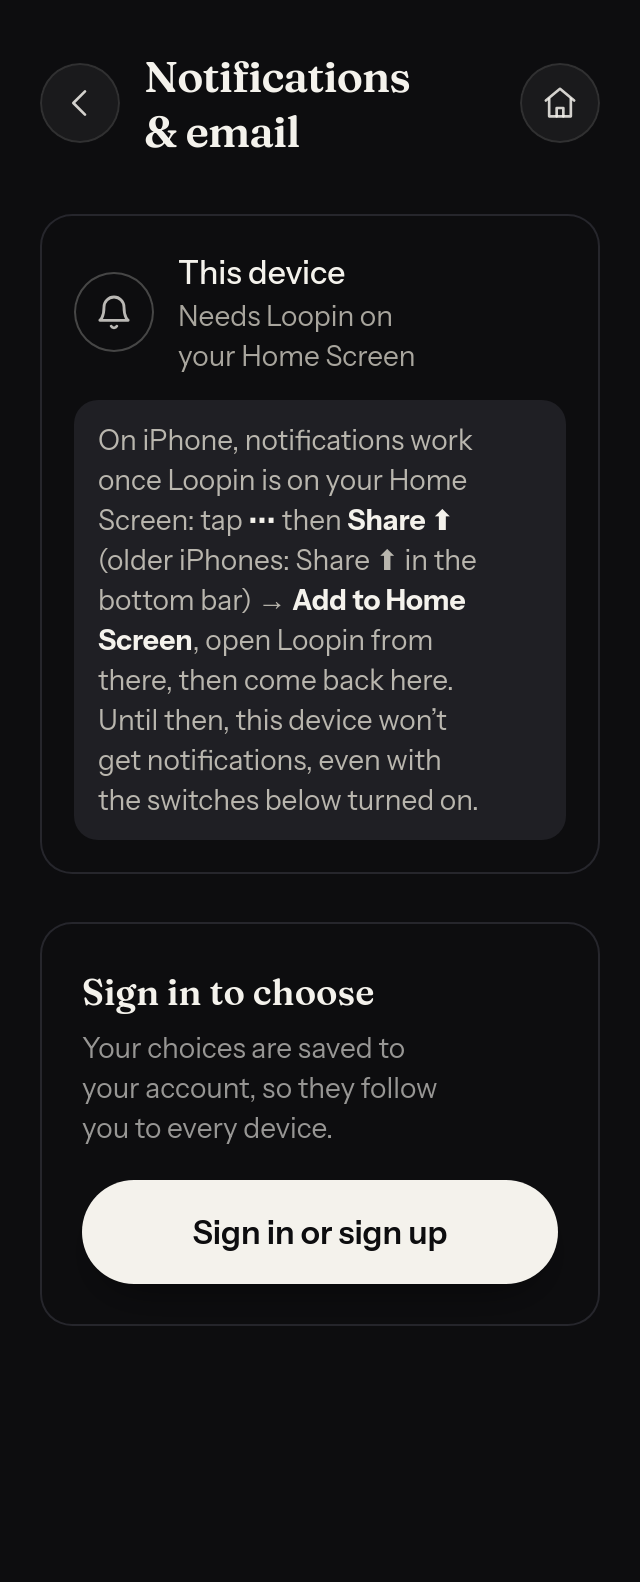 Notifications
& email
This device
Needs Loopin on
your Home Screen
On iPhone, notifications work
once Loopin is on your Home
Screen: tap ••• then Share ⬆
(older iPhones: Share ⬆ in the
bottom bar) → Add to Home
Screen, open Loopin from
there, then come back here.
Until then, this device won’t
get notifications, even with
the switches below turned on.
Sign in to choose
Your choices are saved to
your account, so they follow
you to every device.
Sign in or sign up